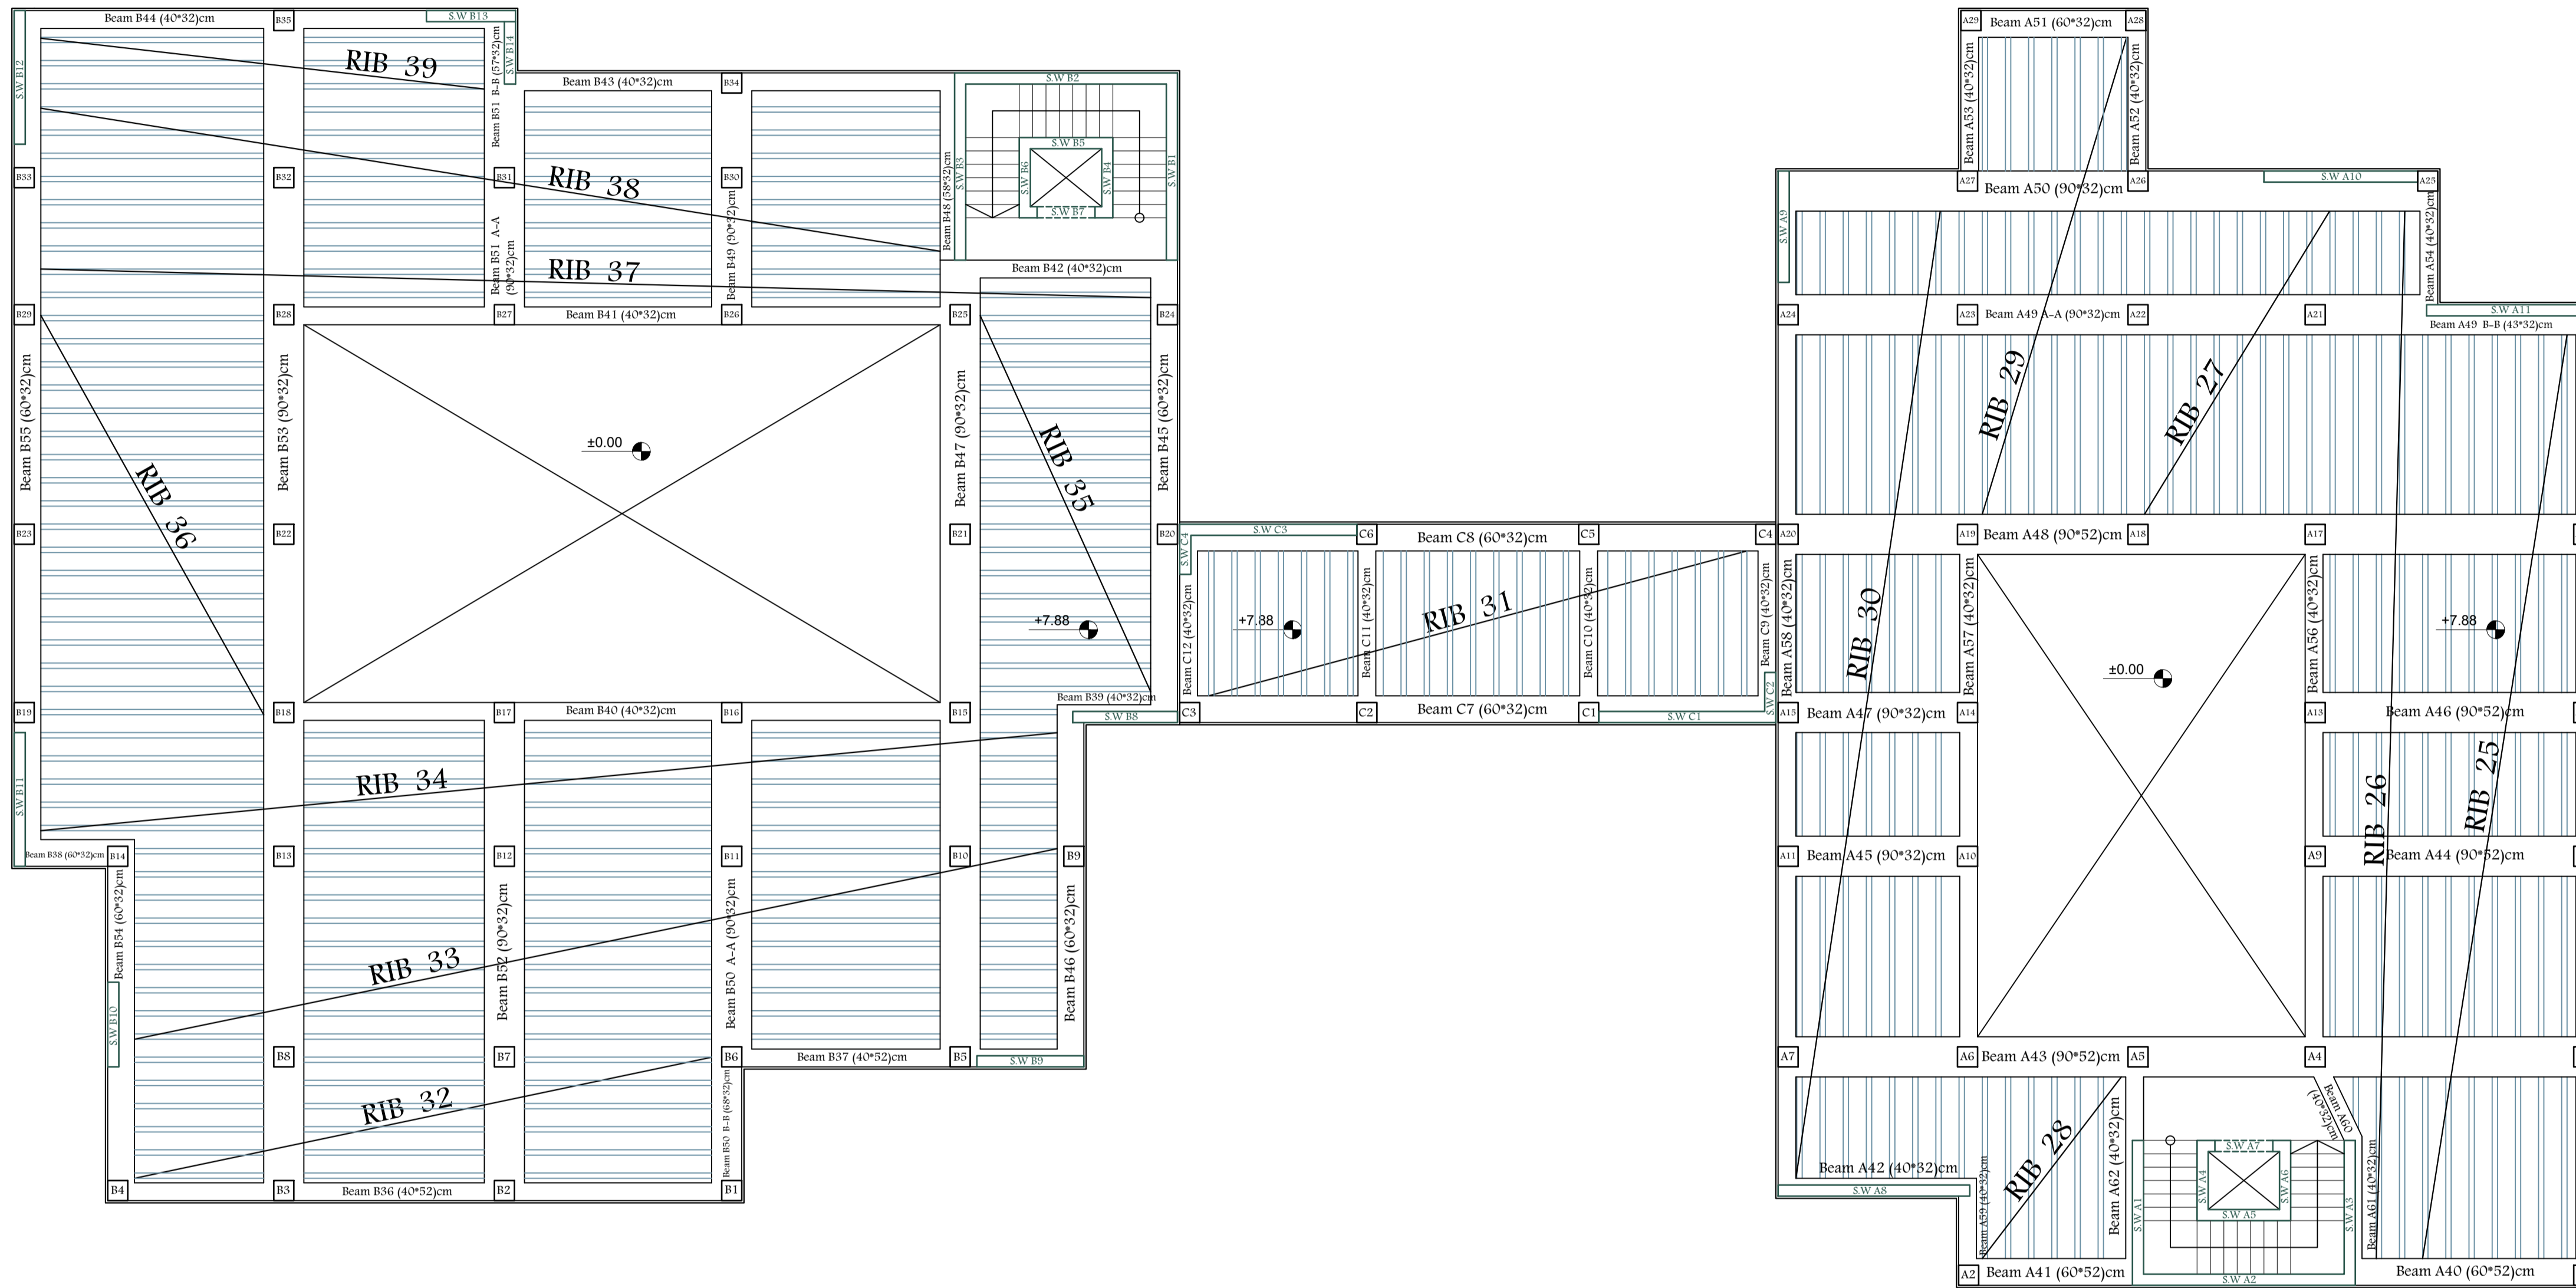 Beam B44 (40*32)cm
B35
S.W B13
S.W B12
S.W B14
Beam B51 B-B (57*32)cm
RIB 39
Beam B43 (40*32)cm
B34
S.W B2
S.W B3
S.W B5
S.W B6
S.W B4
S.W B7
S.W B1
B33
B32
B31
B30
RIB 38
Beam B48 (58*32)cm
Beam B51 A-A
(90*32)cm
Beam B49 (90*32)cm
RIB 37
Beam B42 (40*32)cm
B29
B28
B27
Beam B41 (40*32)cm
B26
B25
B24
Beam B55 (60*32)cm
Beam B53 (90*32)cm
±0.00
Beam B47 (90*32)cm
RIB 35
Beam B45 (60*32)cm
RIB 36
B23
B22
B21
B20
+7.88
Beam B39 (40*32)cm
B19
B18
B17
Beam B40 (40*32)cm
B16
B15
S.W B8
S.W B11
RIB 34
Beam B38 (60*32)cm
B14
B13
B12
B11
B10
B9
Beam B54 (60*32)cm
Beam B52 (90*32)cm
Beam B50 A-A (90*32)cm
Beam B46 (60*32)cm
RIB 33
S.W B10
B8
B7
B6
Beam B37 (40*52)cm
B5
S.W B9
RIB 32
Beam B50 B-B (68*32)cm
B4
B3
Beam B36 (40*52)cm
B2
B1
S.W C3
S.W C4
C6
Beam C8 (60*32)cm
C5
C4
Beam C12 (40*32)cm
+7.88
Beam C11 (40*32)cm
RIB 31
Beam C10 (40*32)cm
Beam C9 (40*32)cm
S.W C2
C3
C2
Beam C7 (60*32)cm
C1
S.W C1
A29
Beam A51 (60*32)cm
A28
Beam A53 (40*32)cm
Beam A52 (40*32)cm
A27
Beam A50 (90*32)cm
A26
S.W A10
A25
S.W A9
Beam A54 (40*32)cm
A24
A23
Beam A49 A-A (90*32)cm
A22
A21
S.W A11
Beam A49 B-B (43*32)cm
RIB 29
RIB 27
A20
A19
Beam A48 (90*52)cm
A18
A17
Beam A58 (40*32)cm
RIB 30
Beam A57 (40*32)cm
±0.00
Beam A56 (40*32)cm
+7.88
A15
Beam A47 (90*32)cm
A14
A13
Beam A46 (90*52)cm
RIB 26
RIB 25
A11
Beam A45 (90*32)cm
A10
A9
Beam A44 (90*52)cm
A7
A6
Beam A43 (90*52)cm
A5
A4
Beam A60
(40*32)cm
RIB 28
Beam A62 (40*32)cm
Beam A42 (40*32)cm
S.W A8
Beam A59 (40*32)cm
S.W A7
S.W A4
S.W A6
S.W A5
S.W A1
S.W A3
Beam A61 (40*32)cm
A2
Beam A41 (60*52)cm
S.W A2
Beam A40 (60*52)cm